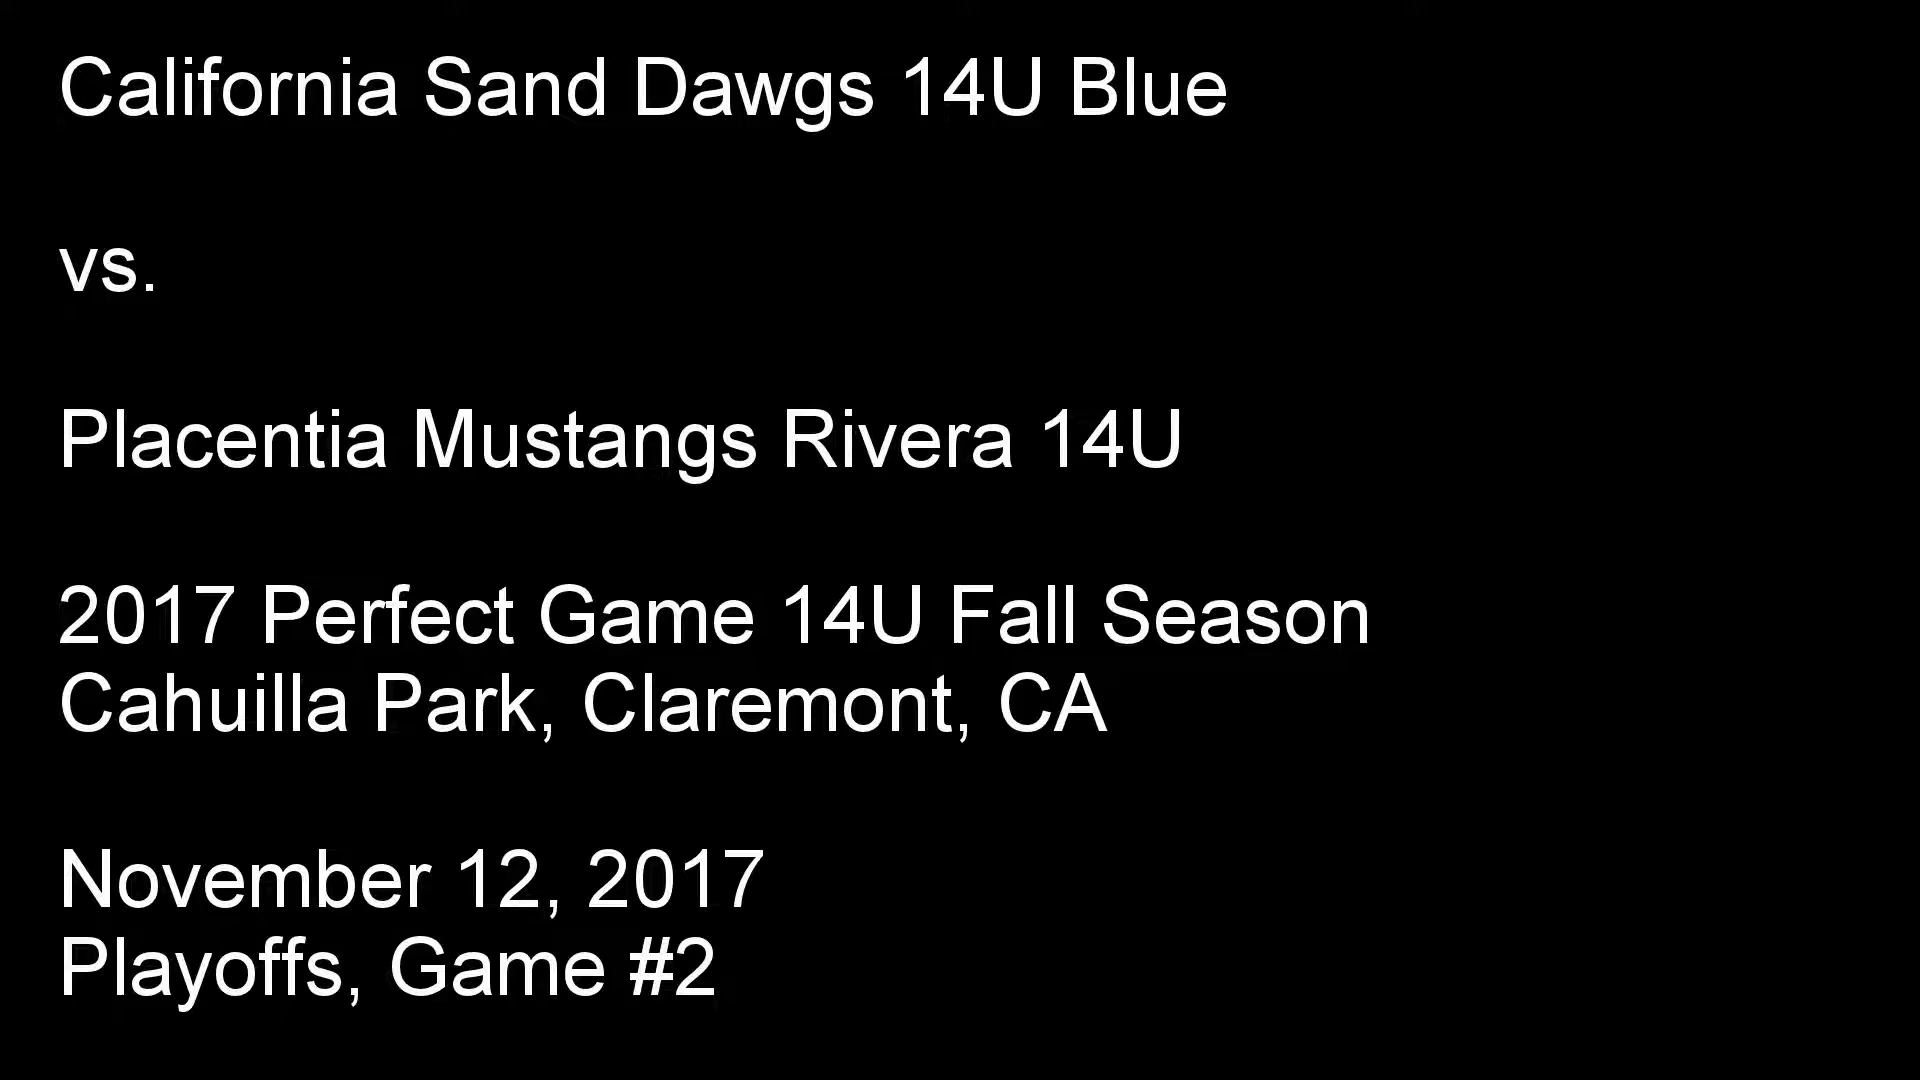 California Sand Dawgs 14U Blue
vs.
Placentia Mustangs Rivera 14U
2017 Perfect Game 14U Fall Season
Cahuilla Park, Claremont, CA
November 12, 2017
Playoffs, Game #2